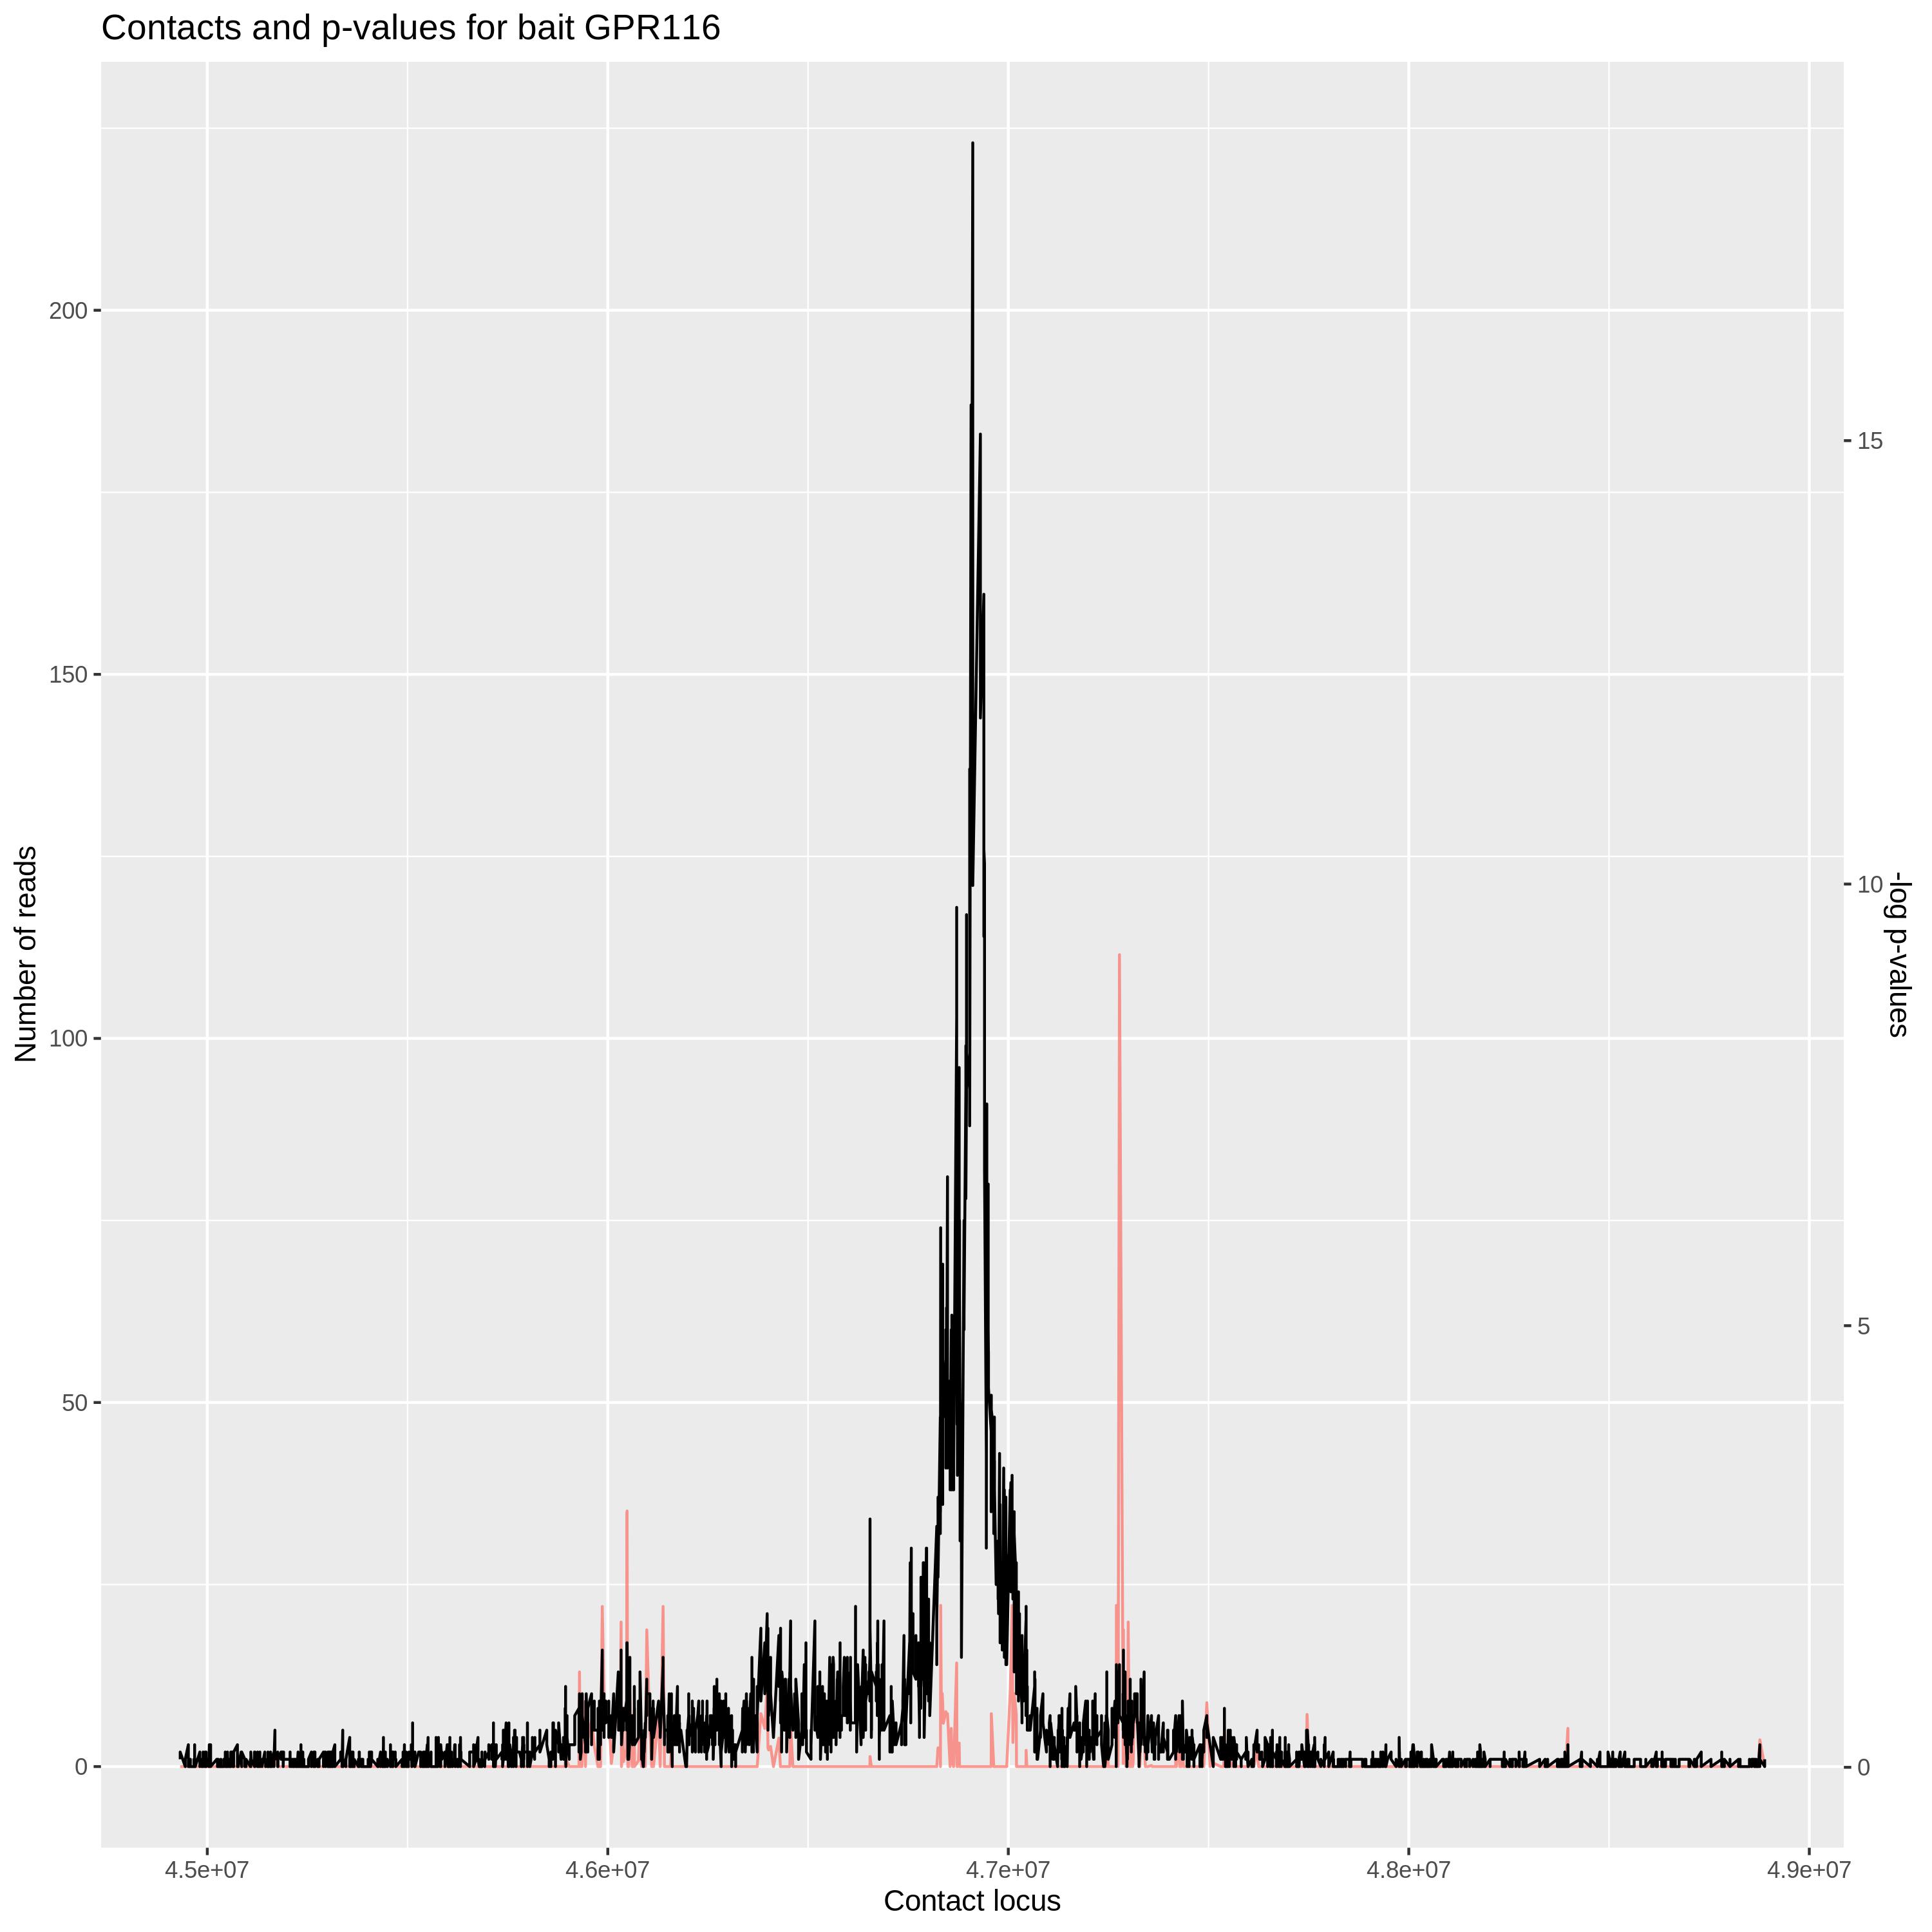 Contacts and p-values for bait GPR116
200
150
100
50
0
Number of reads
15
10
5
0
-log p-values
4.5e+07 4.6e+07 4.7e+07 4.8e+07 4.9e+07
Contact locus